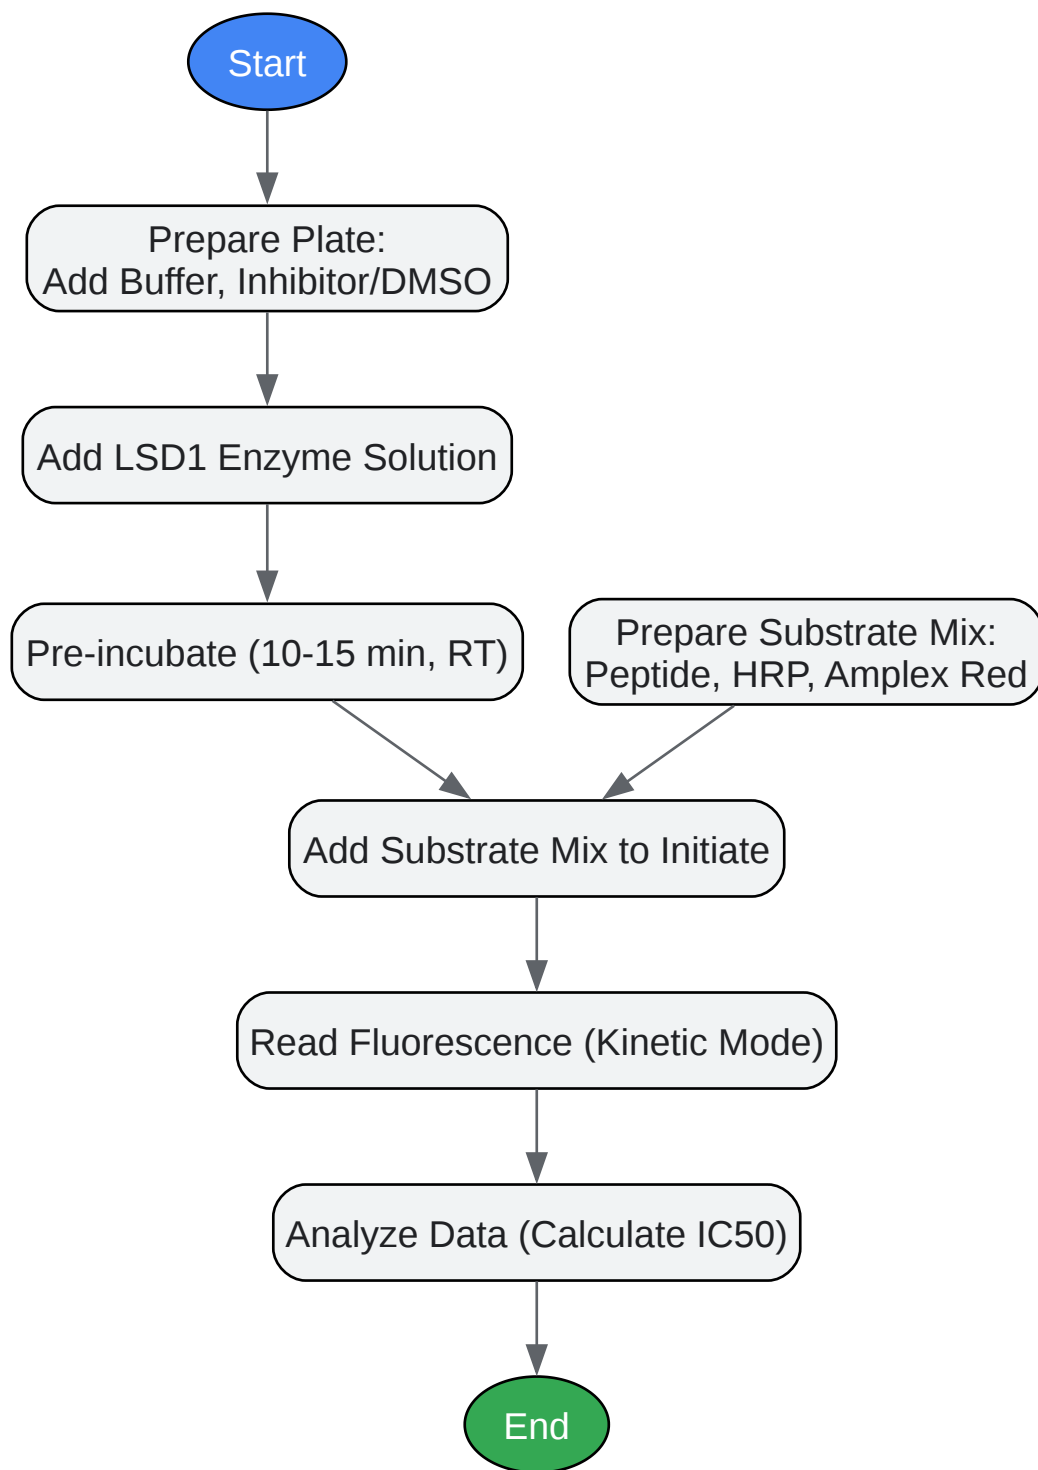 Start
Prepare Plate:
Add Buffer, Inhibitor/DMSO
Add LSD1 Enzyme Solution
Pre-incubate (10-15 min, RT)
Prepare Substrate Mix:
Peptide, HRP, Amplex Red
Add Substrate Mix to Initiate
Read Fluorescence (Kinetic Mode)
Analyze Data (Calculate IC50)
End